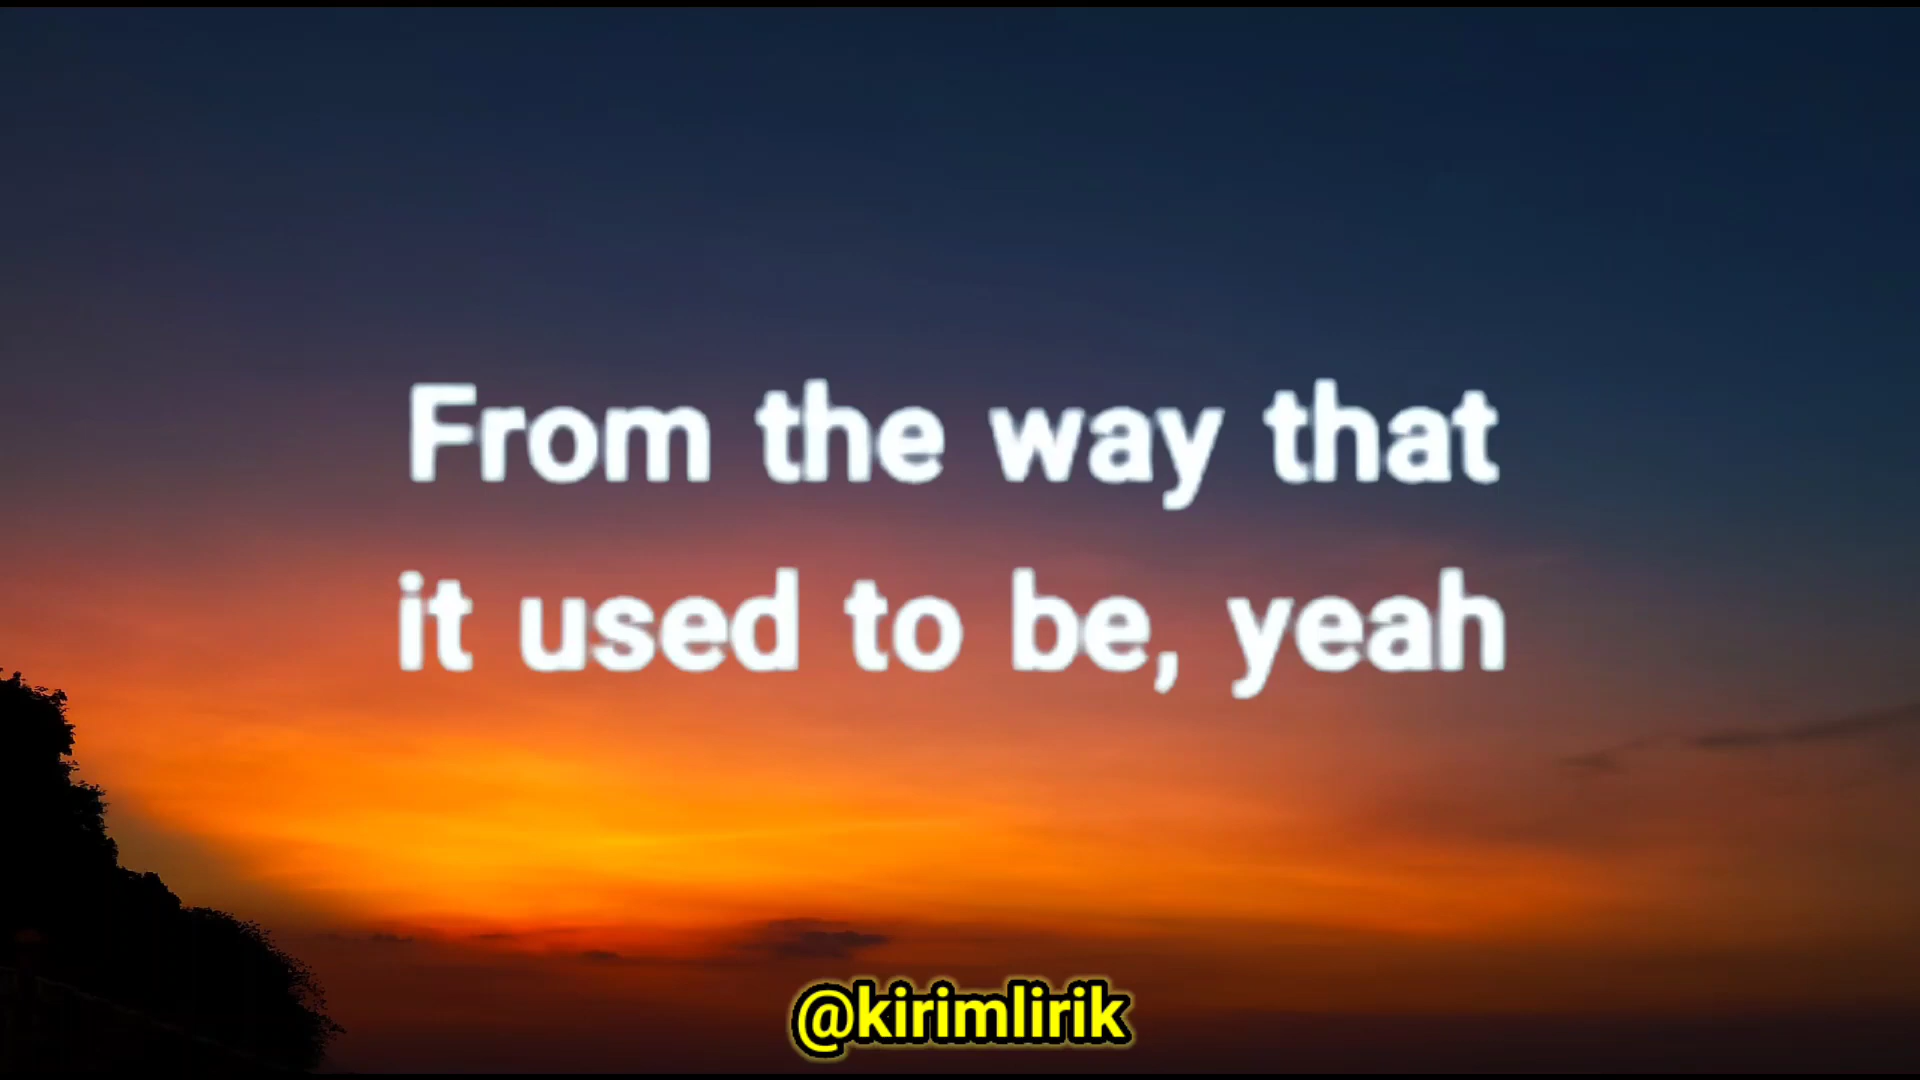 From the way that
it used to be, yeah
@kirimlirik